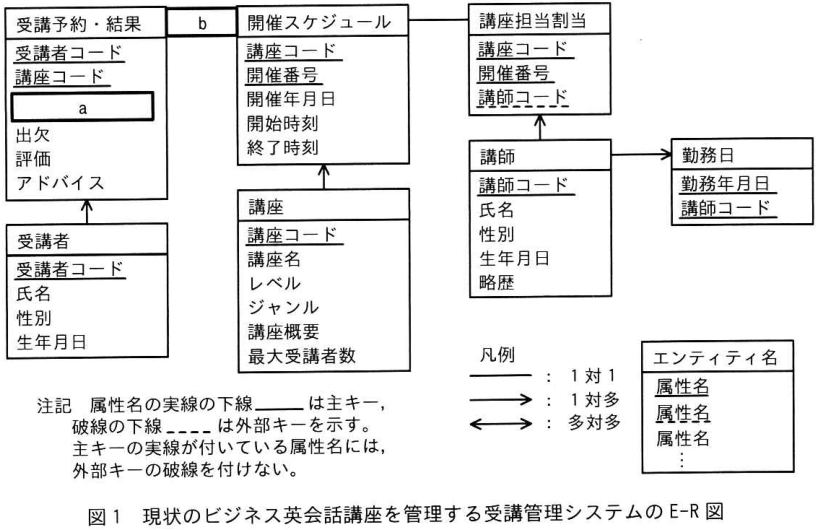 受講予約・結果
受講者コード
講座コード
a
出欠
評価
アドバイス
b
開催スケジュール
講座コード
開催番号
開催年月日
開始時刻
終了時刻
講座担当割当
講座コード
開催番号
講師コード
受講者
受講者コード
氏名
性別
生年月日
講座
講座コード
講座名
レベル
ジャンル
講座概要
最大受講者数
講師
講師コード
氏名
性別
生年月日
略歴
勤務日
勤務年月日
講師コード
凡例
： 1対1
： 1対多
： 多対多
エンティティ名
属性名
属性名
属性名
⋮
注記 属性名の実線の下線____は主キー，
破線の下線----は外部キーを示す。
主キーの実線が付いている属性名には，
外部キーの破線を付けない。
図1 現状のビジネス英会話講座を管理する受講管理システムのE-R図